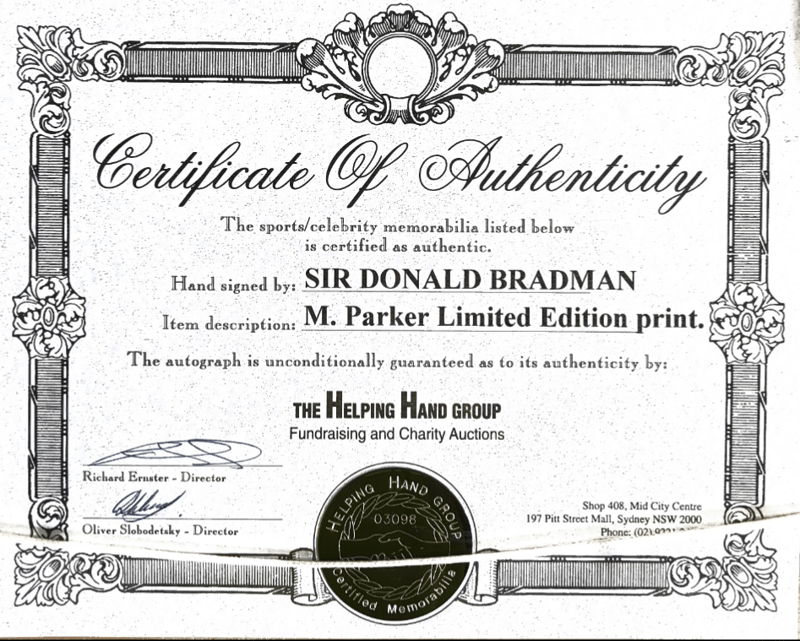 Certificate Of Authenticity
The sports/celebrity memorabilia listed below
is certified as authentic.
Hand signed by: SIR DONALD BRADMAN
Item description: M. Parker Limited Edition print.
The autograph is unconditionally guaranteed as to its authenticity by:
THE HELPING HAND GROUP
Fundraising and Charity Auctions
Richard Ernster - Director
Oliver Slobodetsky - Director
HELPING HAND GROUP
03098
Certified Memorabilia
Shop 408, Mid City Centre
197 Pitt Street Mall, Sydney NSW 2000
Phone: (02)